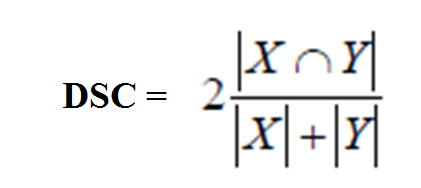 DSC = 2 |X ∩ Y| / |X| + |Y|